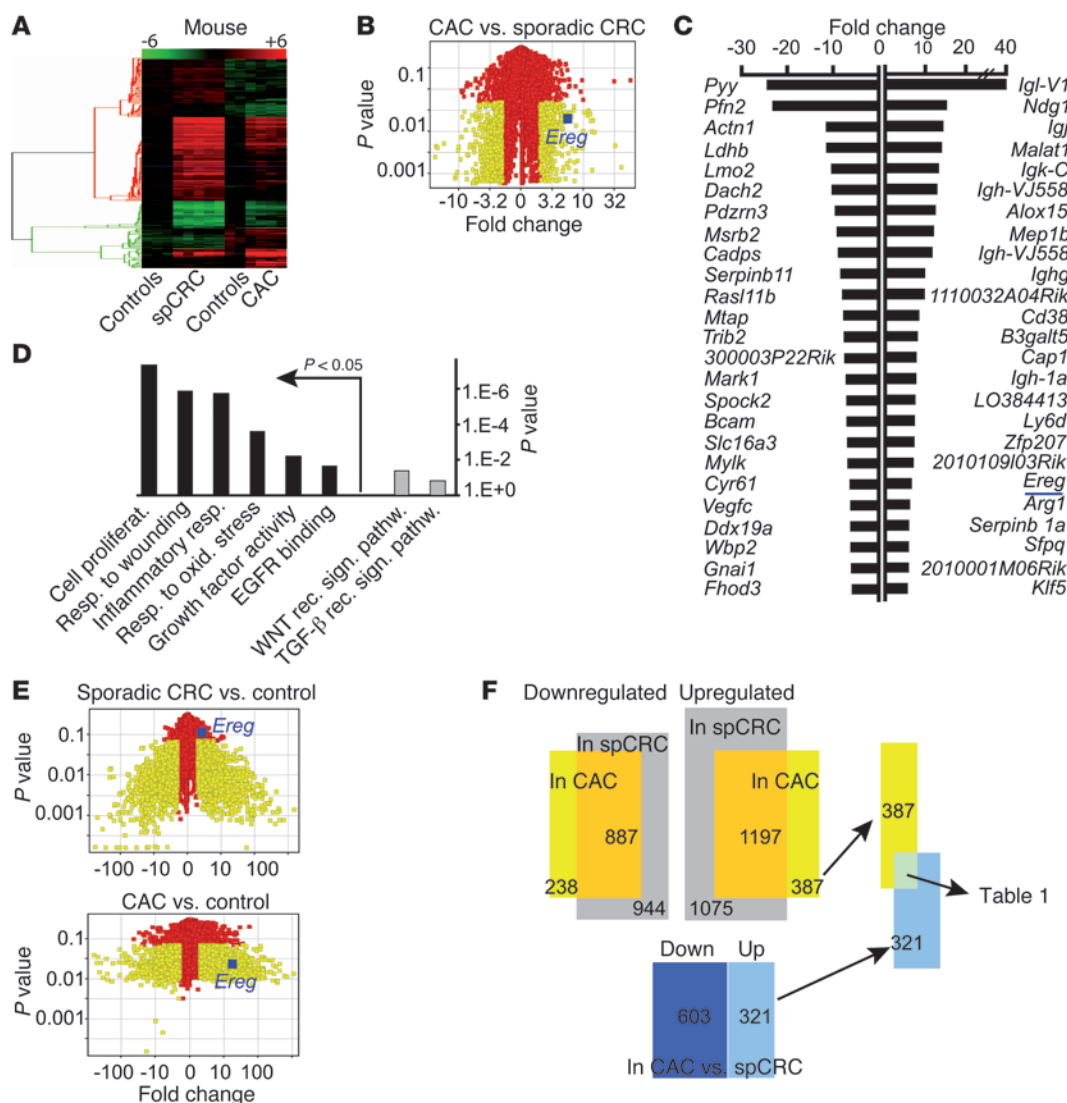 A
Mouse
-6 +6
Controls
spCRC
Controls
CAC
B
CAC vs. sporadic CRC
P value
0.1
0.01
0.001
Ereg
-10 -3.2 0 3.2 10 32
Fold change
C
Fold change
-30 -20 -10 0 10 20 40
Pyy Igl-V1
Pfn2 Ndg1
Actn1 Igj
Ldhb Malat1
Lmo2 Igk-C
Dach2 Igh-VJ558
Pdzrn3 Alox15
Msrb2 Mep1b
Cadps Igh-VJ558
Serpinb11 Ighg
Rasl11b 1110032A04Rik
Mtap Cd38
Trib2 B3galt5
300003P22Rik Cap1
Mark1 Igh-1a
Spock2 LO384413
Bcam Ly6d
Slc16a3 Zfp207
Mylk 2010109I03Rik
Cyr61 Ereg
Vegfc Arg1
Ddx19a Serpinb 1a
Wbp2 Sfpq
Gnai1 2010001M06Rik
Fhod3 Klf5
D
P < 0.05
1.E-6
1.E-4
1.E-2
1.E+0
P value
Cell proliferat.
Resp. to wounding
Inflammatory resp.
Resp. to oxid. stress
Growth factor activity
EGFR binding
WNT rec. sign. pathw.
TGF-β rec. sign. pathw.
E
Sporadic CRC vs. control
P value
0.1
0.01
0.001
Ereg
-100 -10 0 10 100
CAC vs. control
P value
0.1
0.01
0.001
Ereg
-100 -10 0 10 100
Fold change
F
Downregulated Upregulated
In spCRC
In spCRC
In CAC
In CAC
887
1197
238
944
1075
387
387
Table 1
321
Down Up
603 321
In CAC vs. spCRC